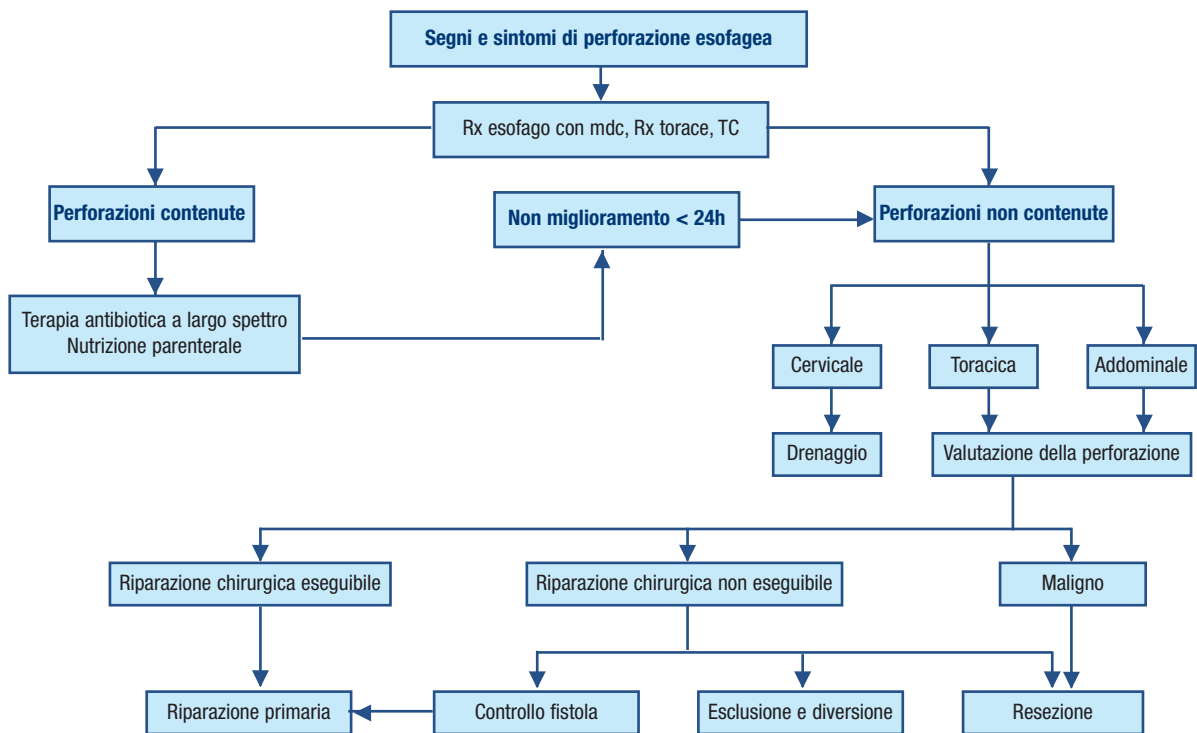 Segni e sintomi di perforazione esofagea
Rx esofago con mdc, Rx torace, TC
Perforazioni contenute
Non miglioramento < 24h
Perforazioni non contenute
Terapia antibiotica a largo spettro
Nutrizione parenterale
Cervicale
Toracica
Addominale
Drenaggio
Valutazione della perforazione
Riparazione chirurgica eseguibile
Riparazione chirurgica non eseguibile
Maligno
Riparazione primaria
Controllo fistola
Esclusione e diversione
Resezione